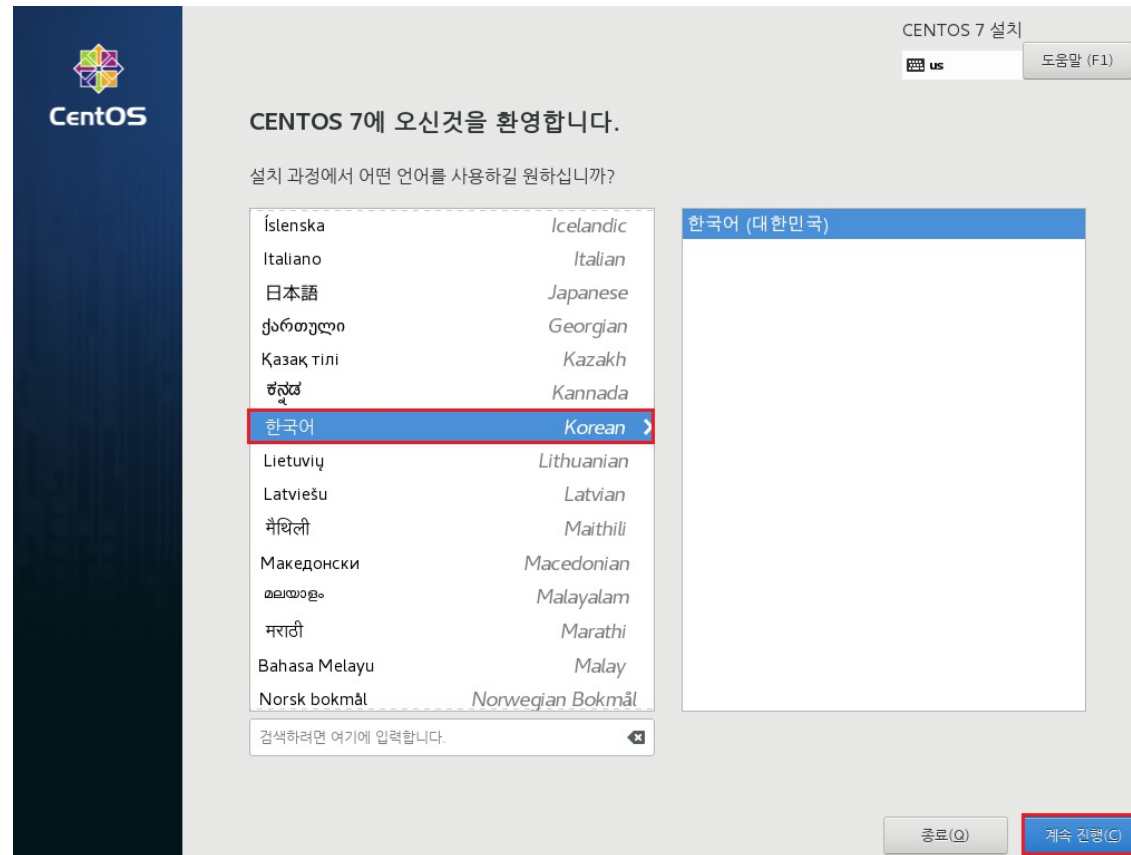 CentOS
CENTOS 7 설치
us
도움말 (F1)
CENTOS 7에 오신것을 환영합니다.
설치 과정에서 어떤 언어를 사용하길 원하십니까?
Íslenska Icelandic
Italiano Italian
日本語 Japanese
ქართული Georgian
Қазақ тілі Kazakh
ಕನ್ನಡ Kannada
한국어 Korean
Lietuvių Lithuanian
Latviešu Latvian
मैथिली Maithili
Македонски Macedonian
മലയാളം Malayalam
मराठी Marathi
Bahasa Melayu Malay
Norsk bokmål Norwegian Bokmål
한국어 (대한민국)
검색하려면 여기에 입력합니다.
종료(Q)
계속 진행(C)